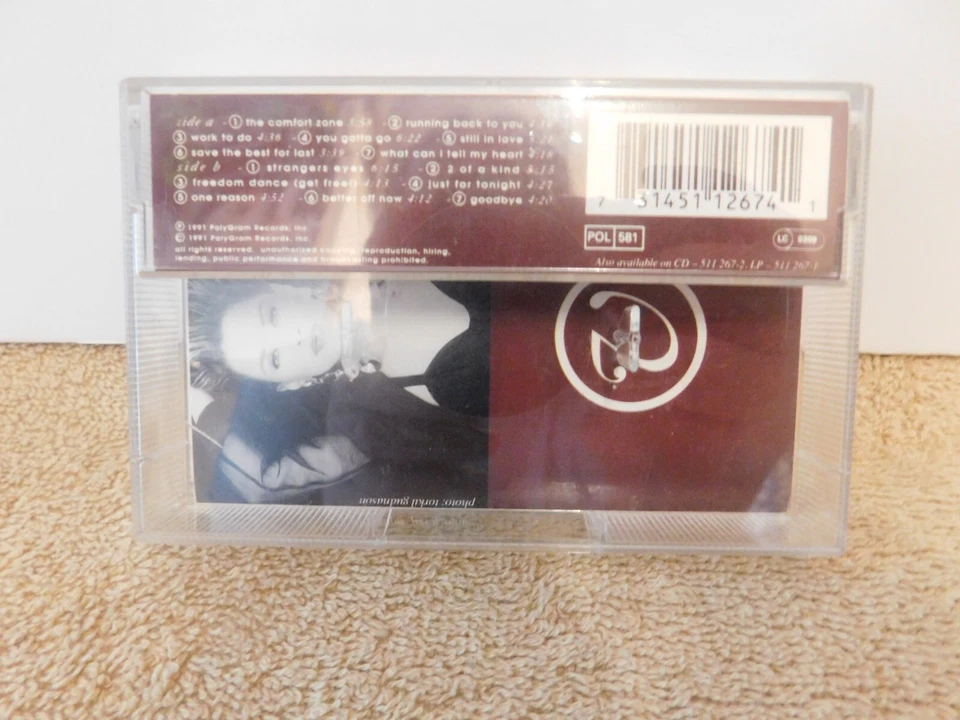 side a - 1 the comfort zone 3:58 - 2 running back to you
3 work to do 4:36 - 4 you gotta go 6:22 - 5 still in love
6 save the best for last 3:39 - 7 what can i tell my heart
side b - 1 strangers eyes 6:15 - 2 2 of a kind
3 freedom dance (get free!) 4:13 - 4 just for tonight 4:27
5 one reason 4:52 - 6 better off now 4:12 - 7 goodbye 4:20
℗ 1991 PolyGram Records, Inc
© 1991 PolyGram Records, Inc
all rights reserved. unauthorized copying, reproduction, hiring,
lending, public performance and broadcasting prohibited.
7 31451 12674 1
POL 581
LC
Also available on CD – 511 267-2, LP – 511 267-1
photo: torkil gudnason